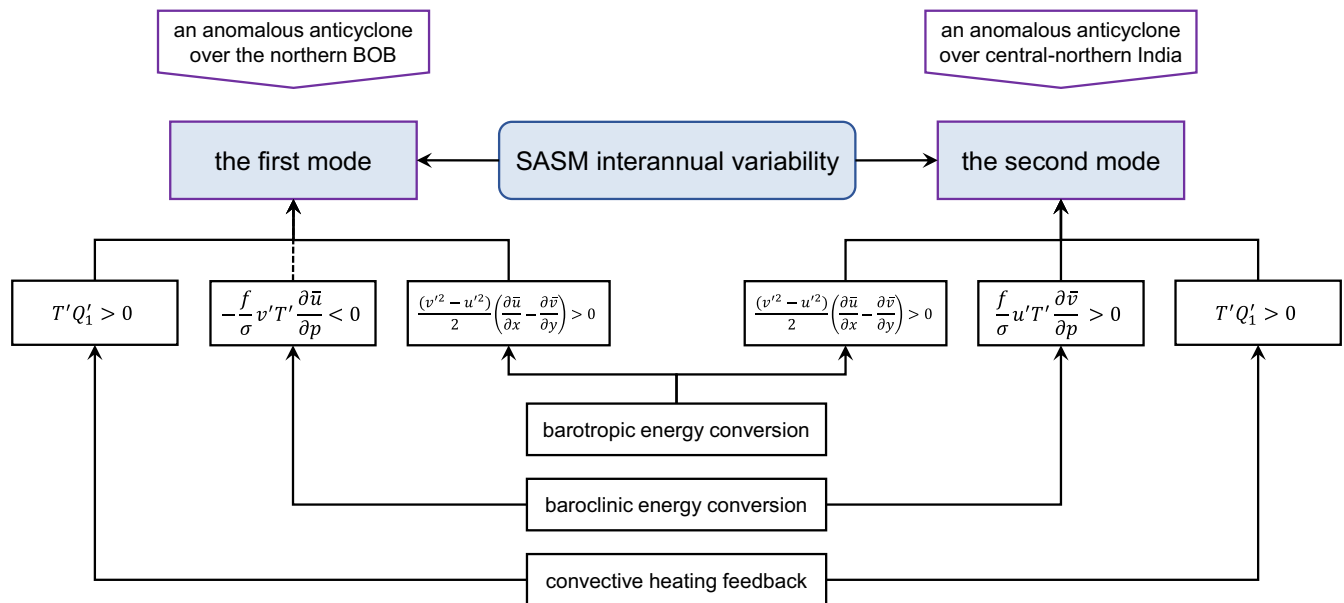 an anomalous anticyclone
over the northern BOB
an anomalous anticyclone
over central-northern India
the first mode
SASM interannual variability
the second mode
T′Q′₁ > 0
−f/σ v′T′ ∂ū/∂p < 0
(v′² − u′²)/2 (∂ū/∂x − ∂v̄/∂y) > 0
(v′² − u′²)/2 (∂ū/∂x − ∂v̄/∂y) > 0
f/σ u′T′ ∂v̄/∂p > 0
T′Q′₁ > 0
barotropic energy conversion
baroclinic energy conversion
convective heating feedback